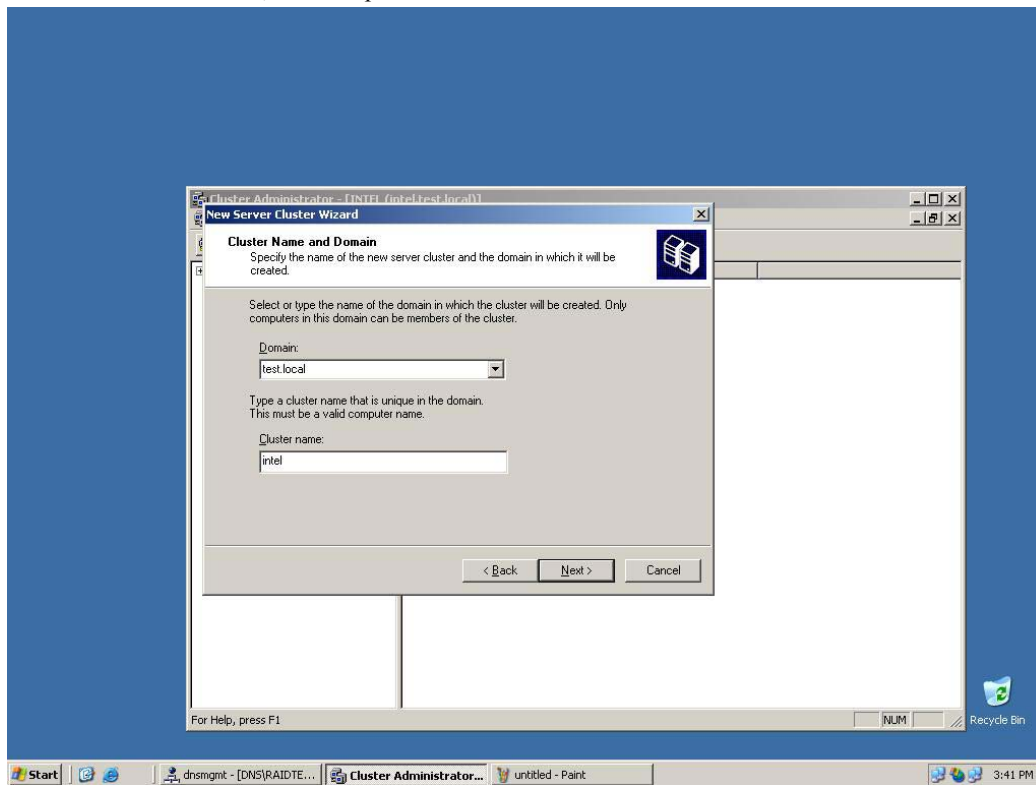 Cluster Administrator - [INTEL (intel.test.local)]
New Server Cluster Wizard
Cluster Name and Domain
Specify the name of the new server cluster and the domain in which it will be
created.
Select or type the name of the domain in which the cluster will be created. Only
computers in this domain can be members of the cluster.
Domain:
test.local
Type a cluster name that is unique in the domain.
This must be a valid computer name.
Cluster name:
intel
< Back
Next >
Cancel
For Help, press F1
NUM
Recycle Bin
Start
dnsmgmt - [DNS\RAIDTE...
Cluster Administrator...
untitled - Paint
3:41 PM